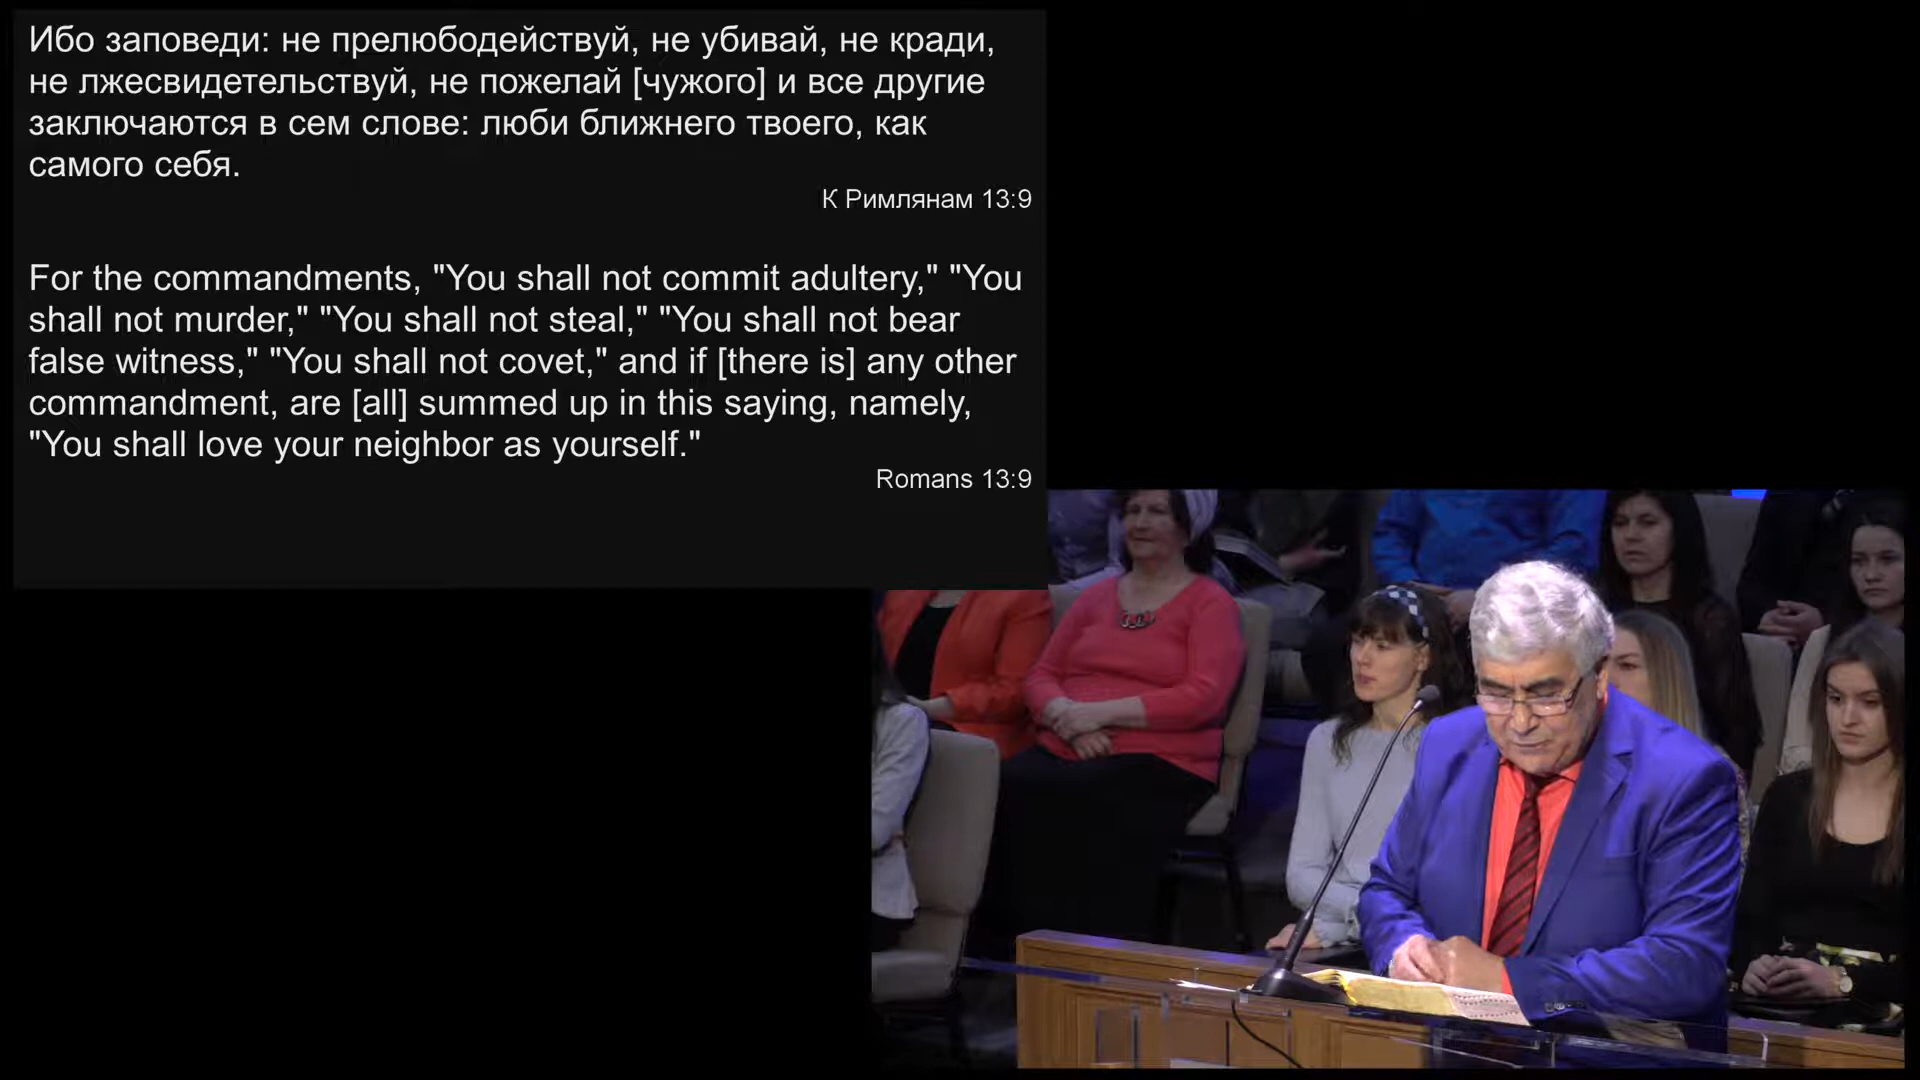 Ибо заповеди: не прелюбодействуй, не убивай, не кради,
не лжесвидетельствуй, не пожелай [чужого] и все другие
заключаются в сем слове: люби ближнего твоего, как
самого себя.
К Римлянам 13:9
For the commandments, "You shall not commit adultery," "You
shall not murder," "You shall not steal," "You shall not bear
false witness," "You shall not covet," and if [there is] any other
commandment, are [all] summed up in this saying, namely,
"You shall love your neighbor as yourself."
Romans 13:9